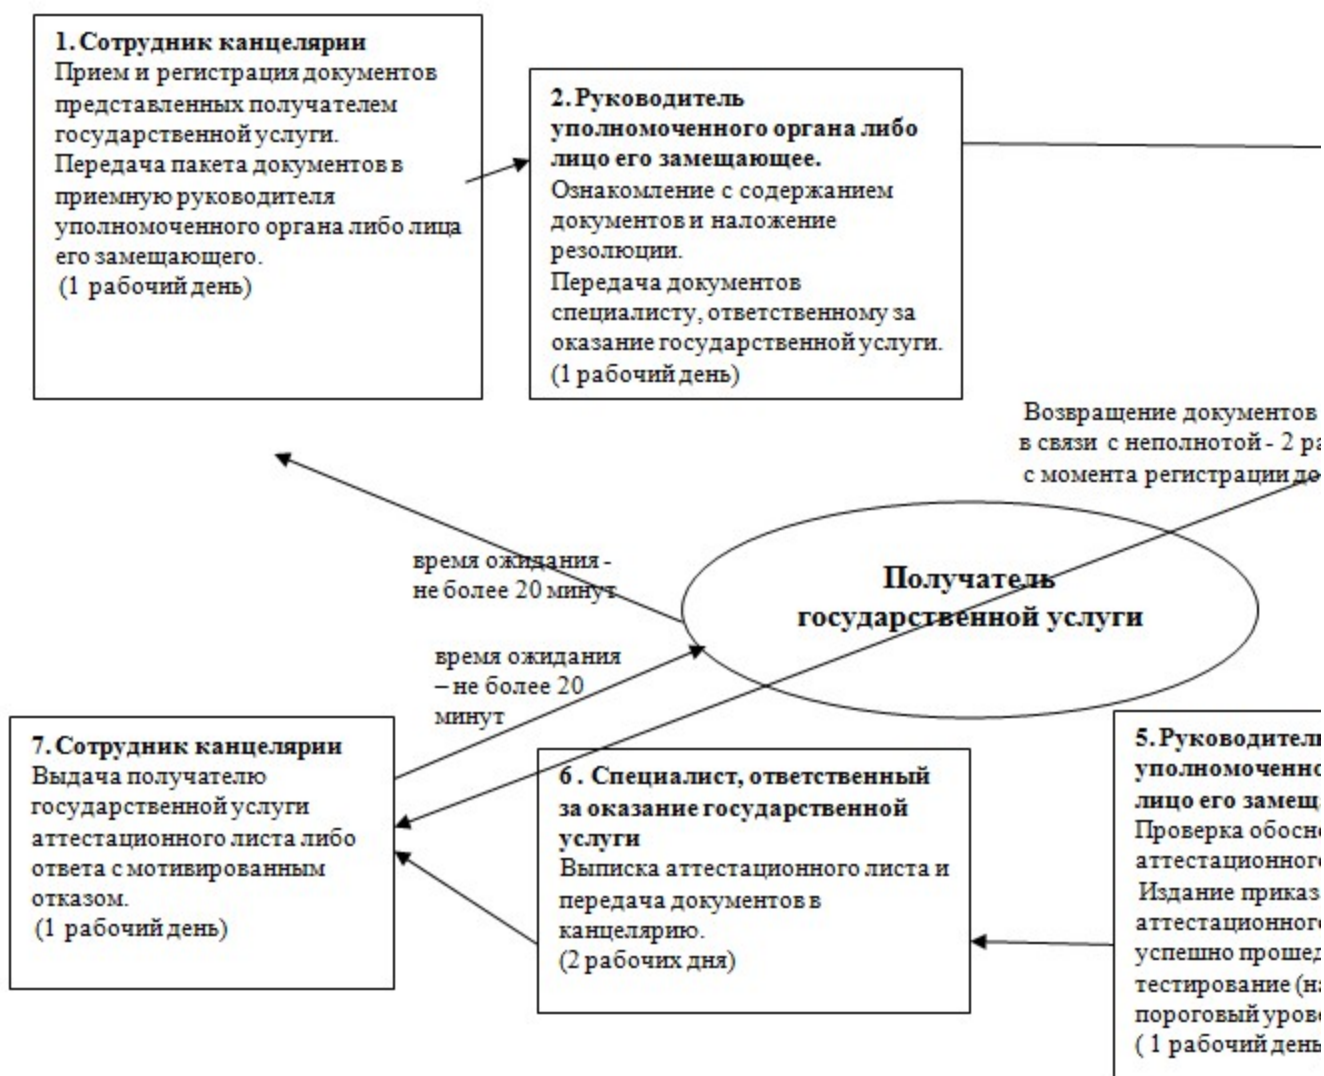 1. Сотрудник канцелярии
Прием и регистрация документов
представленных получателем
государственной услуги.
Передача пакета документов в
приемную руководителя
уполномоченного органа либо лица
его замещающего.
(1 рабочий день)
2. Руководитель
уполномоченного органа либо
лицо его замещающее.
Ознакомление с содержанием
документов и наложение
резолюции.
Передача документов
специалисту, ответственному за
оказание государственной услуги.
(1 рабочий день)
Возвращение документов
в связи с неполнотой - 2
с момента регистрации
время ожидания -
не более 20 минут
Получатель
государственной услуги
время ожидания
– не более 20
минут
7. Сотрудник канцелярии
Выдача получателю
государственной услуги
аттестационного листа либо
ответа с мотивированным
отказом.
(1 рабочий день)
6 . Специалист, ответственный
за оказание государственной
услуги
Выписка аттестационного листа и
передача документов в
канцелярию.
(2 рабочих дня)
5. Руководитель
уполномоченно
лицо его замещ
Проверка обосно
аттестационного
Издание приказ
аттестационного
успешно прошед
тестирование (на
пороговый урове
( 1 рабочий день